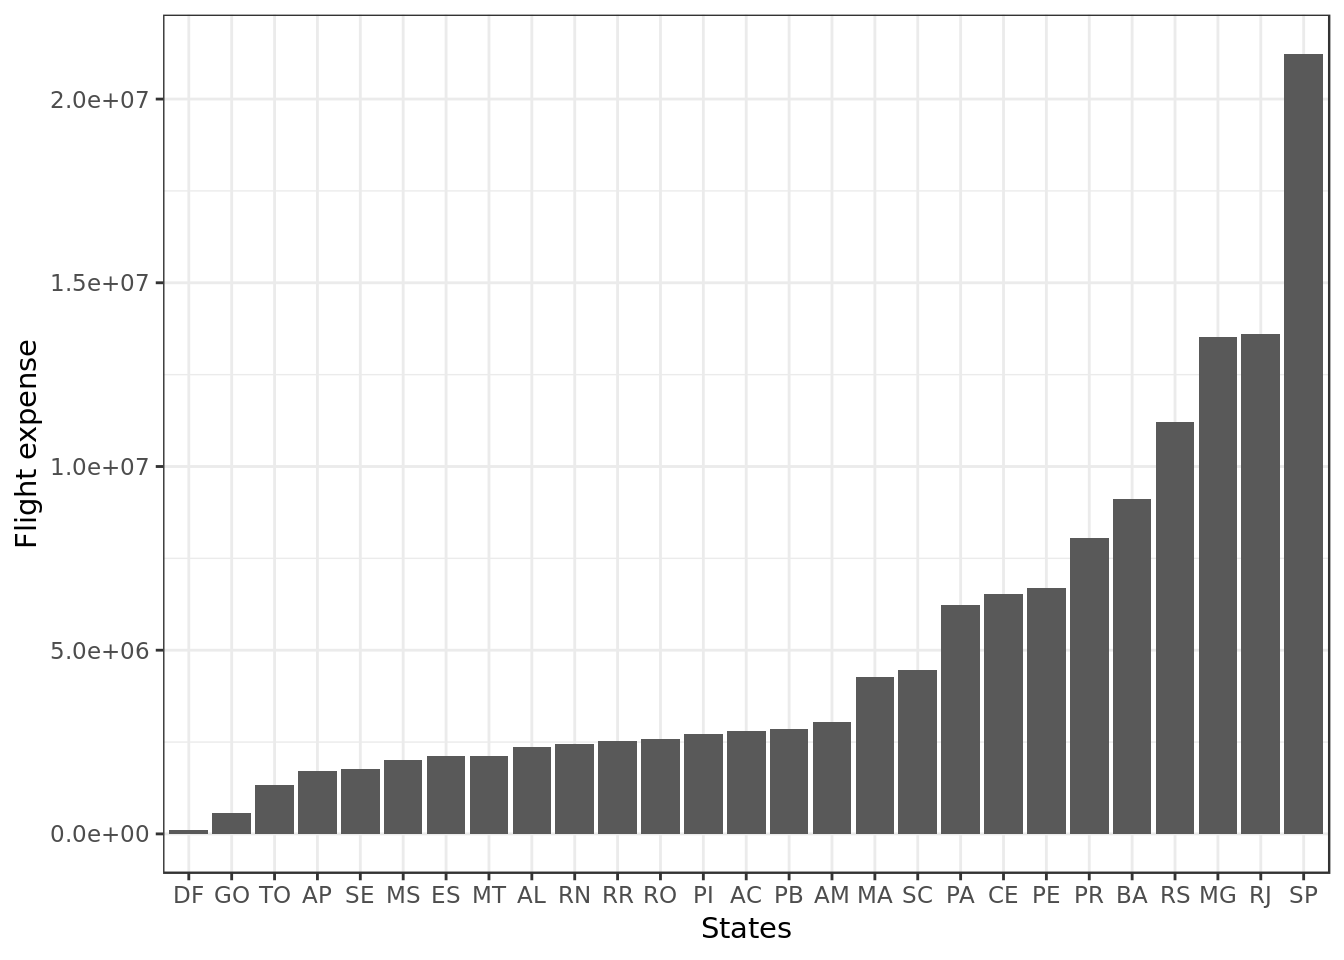 Flight expense
2.0e+07
1.5e+07
1.0e+07
5.0e+06
0.0e+00
DF GO TO AP SE MS ES MT AL RN RR RO PI AC PB AM MA SC PA CE PE PR BA RS MG RJ SP
States